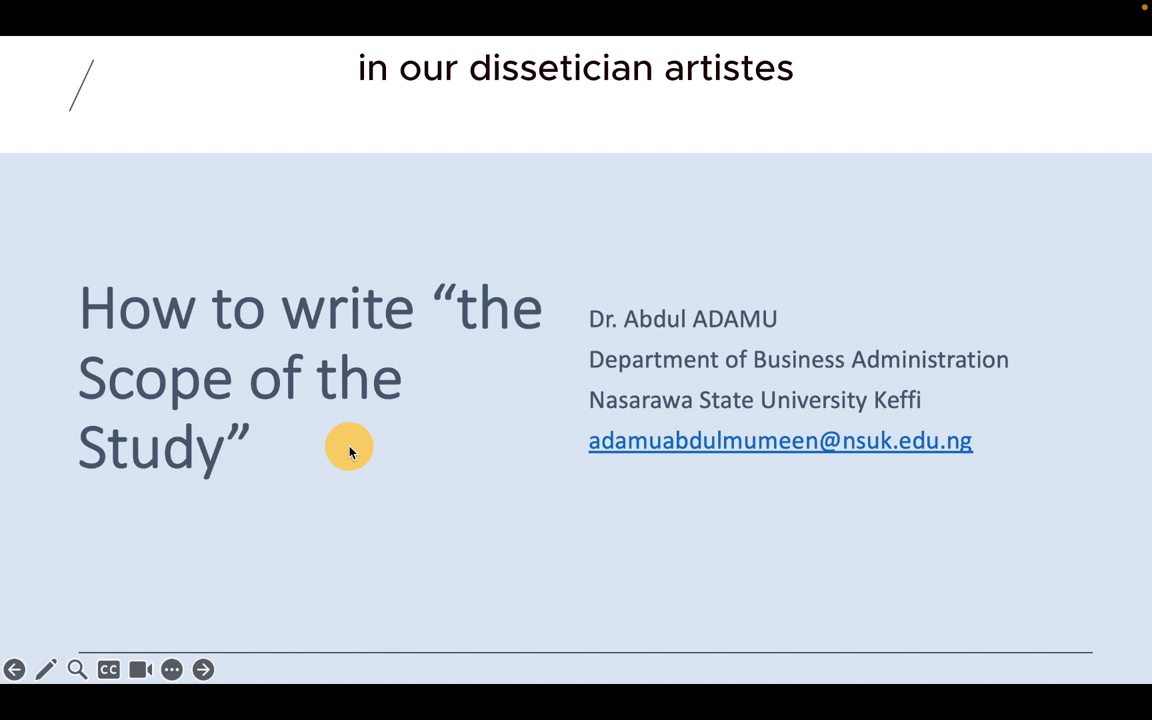 in our dissetician artistes
How to write “the
Scope of the
Study”
Dr. Abdul ADAMU
Department of Business Administration
Nasarawa State University Keffi
adamuabdulmumeen@nsuk.edu.ng
CC